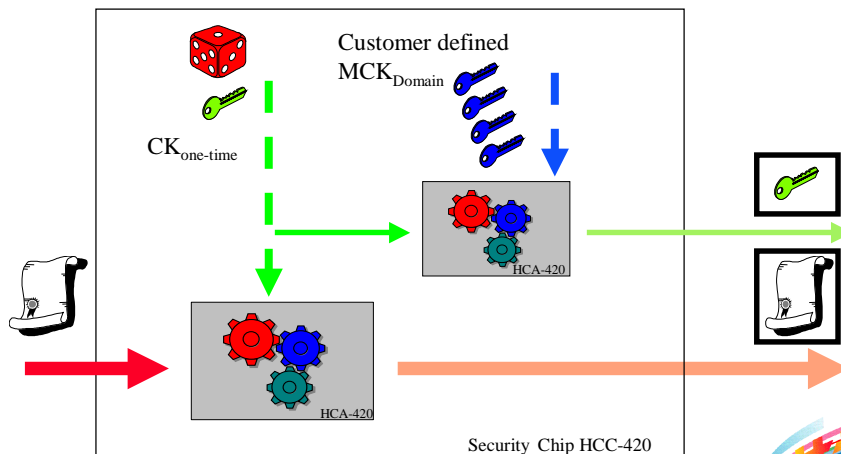 Customer defined
MCKDomain
CKone-time
HCA-420
HCA-420
Security Chip HCC-420